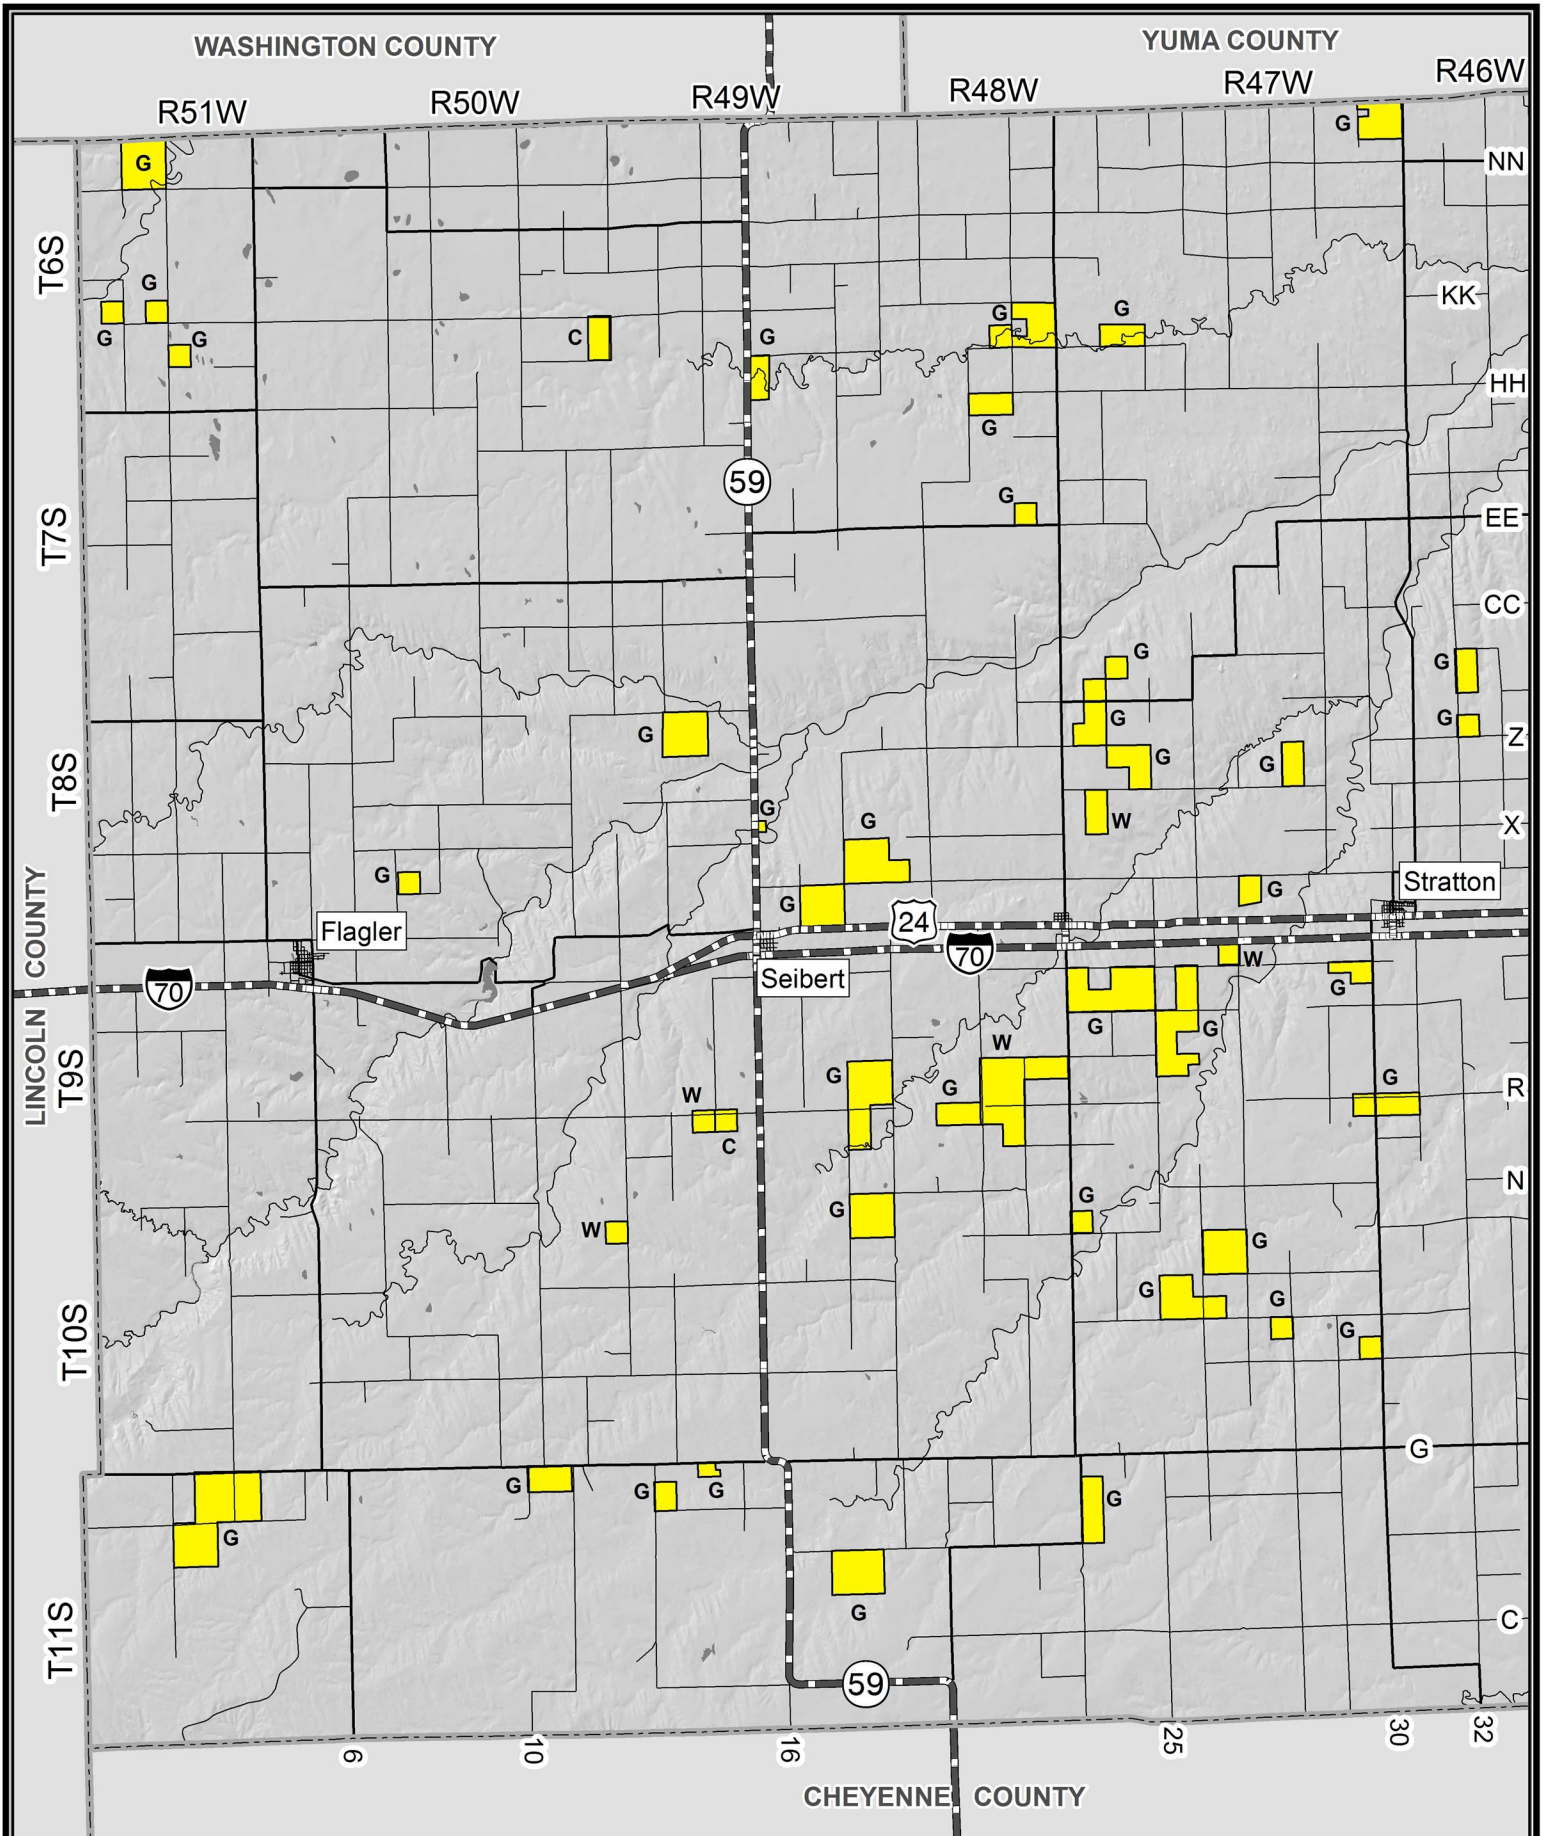 WASHINGTON COUNTY
YUMA COUNTY
R51W
R50W
R49W
R48W
R47W
R46W
G
G
NN
T6S
G
KK
G
G
C
G
G
G
HH
G
59
G
EE
T7S
CC
G
G
G
G
Z
G
G
G
T8S
G
W
X
G
G
G
G
Stratton
LINCOLN COUNTY
Flagler
24
70
W
70
Seibert
G
G
G
T9S
W
G
G
G
R
W
C
N
G
G
W
G
G
G
T10S
G
G
G
G
G
G
G
G
T11S
G
C
59
6
10
16
25
30
32
CHEYENNE COUNTY